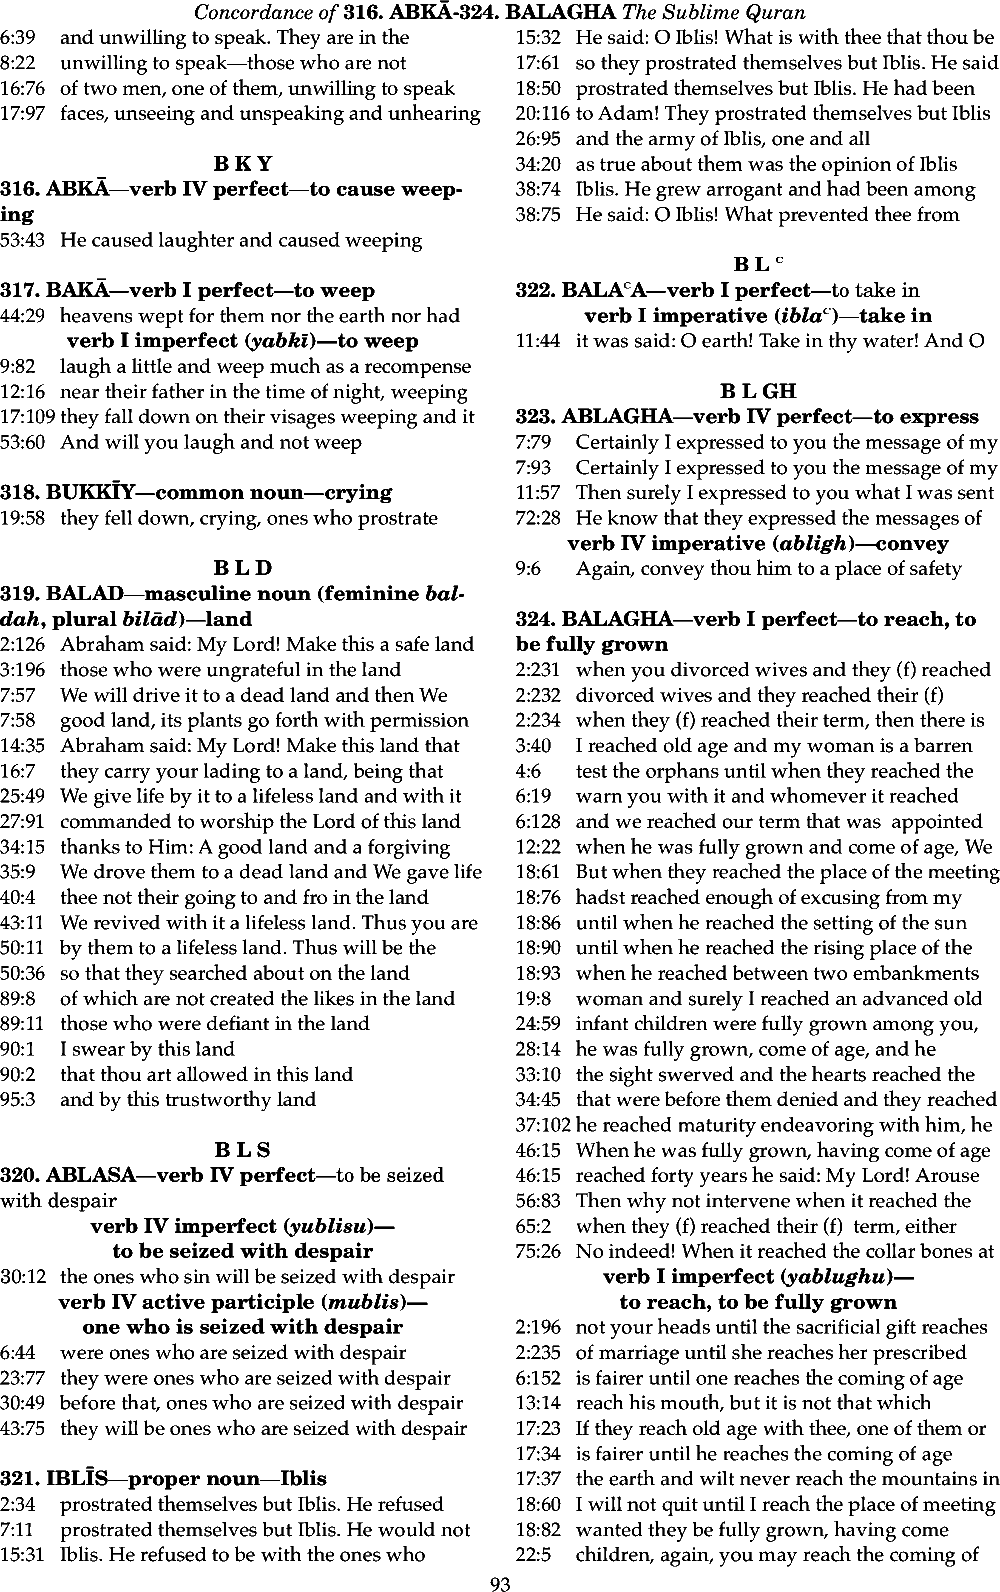 Concordance of 316. ABKĀ-324. BALAGHA The Sublime Quran
6:39 and unwilling to speak. They are in the
8:22 unwilling to speak—those who are not
16:76 of two men, one of them, unwilling to speak
17:97 faces, unseeing and unspeaking and unhearing
B K Y
316. ABKĀ—verb IV perfect—to cause weep-
ing
53:43 He caused laughter and caused weeping
317. BAKĀ—verb I perfect—to weep
44:29 heavens wept for them nor the earth nor had
verb I imperfect (yabkī)—to weep
9:82 laugh a little and weep much as a recompense
12:16 near their father in the time of night, weeping
17:109 they fall down on their visages weeping and it
53:60 And will you laugh and not weep
318. BUKKĪY—common noun—crying
19:58 they fell down, crying, ones who prostrate
B L D
319. BALAD—masculine noun (feminine bal-
dah, plural bilād)—land
2:126 Abraham said: My Lord! Make this a safe land
3:196 those who were ungrateful in the land
7:57 We will drive it to a dead land and then We
7:58 good land, its plants go forth with permission
14:35 Abraham said: My Lord! Make this land that
16:7 they carry your lading to a land, being that
25:49 We give life by it to a lifeless land and with it
27:91 commanded to worship the Lord of this land
34:15 thanks to Him: A good land and a forgiving
35:9 We drove them to a dead land and We gave life
40:4 thee not their going to and fro in the land
43:11 We revived with it a lifeless land. Thus you are
50:11 by them to a lifeless land. Thus will be the
50:36 so that they searched about on the land
89:8 of which are not created the likes in the land
89:11 those who were defiant in the land
90:1 I swear by this land
90:2 that thou art allowed in this land
95:3 and by this trustworthy land
B L S
320. ABLASA—verb IV perfect—to be seized
with despair
verb IV imperfect (yublisu)—
to be seized with despair
30:12 the ones who sin will be seized with despair
verb IV active participle (mublis)—
one who is seized with despair
6:44 were ones who are seized with despair
23:77 they were ones who are seized with despair
30:49 before that, ones who are seized with despair
43:75 they will be ones who are seized with despair
321. IBLĪS—proper noun—Iblis
2:34 prostrated themselves but Iblis. He refused
7:11 prostrated themselves but Iblis. He would not
15:31 Iblis. He refused to be with the ones who
15:32 He said: O Iblis! What is with thee that thou be
17:61 so they prostrated themselves but Iblis. He said
18:50 prostrated themselves but Iblis. He had been
20:116 to Adam! They prostrated themselves but Iblis
26:95 and the army of Iblis, one and all
34:20 as true about them was the opinion of Iblis
38:74 Iblis. He grew arrogant and had been among
38:75 He said: O Iblis! What prevented thee from
B L ᶜ
322. BALAᶜA—verb I perfect—to take in
verb I imperative (iblaᶜ)—take in
11:44 it was said: O earth! Take in thy water! And O
B L GH
323. ABLAGHA—verb IV perfect—to express
7:79 Certainly I expressed to you the message of my
7:93 Certainly I expressed to you the message of my
11:57 Then surely I expressed to you what I was sent
72:28 He know that they expressed the messages of
verb IV imperative (abligh)—convey
9:6 Again, convey thou him to a place of safety
324. BALAGHA—verb I perfect—to reach, to
be fully grown
2:231 when you divorced wives and they (f) reached
2:232 divorced wives and they reached their (f)
2:234 when they (f) reached their term, then there is
3:40 I reached old age and my woman is a barren
4:6 test the orphans until when they reached the
6:19 warn you with it and whomever it reached
6:128 and we reached our term that was appointed
12:22 when he was fully grown and come of age, We
18:61 But when they reached the place of the meeting
18:76 hadst reached enough of excusing from my
18:86 until when he reached the setting of the sun
18:90 until when he reached the rising place of the
18:93 when he reached between two embankments
19:8 woman and surely I reached an advanced old
24:59 infant children were fully grown among you,
28:14 he was fully grown, come of age, and he
33:10 the sight swerved and the hearts reached the
34:45 that were before them denied and they reached
37:102 he reached maturity endeavoring with him, he
46:15 When he was fully grown, having come of age
46:15 reached forty years he said: My Lord! Arouse
56:83 Then why not intervene when it reached the
65:2 when they (f) reached their (f) term, either
75:26 No indeed! When it reached the collar bones at
verb I imperfect (yablughu)—
to reach, to be fully grown
2:196 not your heads until the sacrificial gift reaches
2:235 of marriage until she reaches her prescribed
6:152 is fairer until one reaches the coming of age
13:14 reach his mouth, but it is not that which
17:23 If they reach old age with thee, one of them or
17:34 is fairer until he reaches the coming of age
17:37 the earth and wilt never reach the mountains in
18:60 I will not quit until I reach the place of meeting
18:82 wanted they be fully grown, having come
22:5 children, again, you may reach the coming of
93